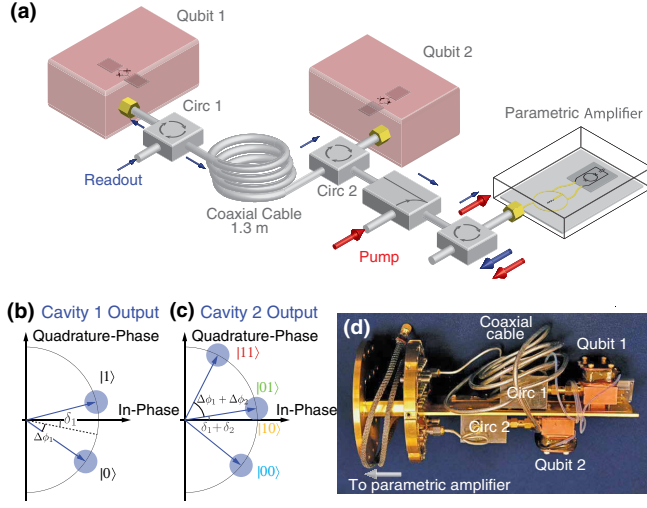 (a)
Qubit 1
Qubit 2
Circ 1
Parametric Amplifier
Readout
Circ 2
Coaxial Cable
1.3 m
Pump
(b) Cavity 1 Output
Quadrature-Phase
|1⟩
In-Phase
δ₁
Δϕ₁
|0⟩
(c) Cavity 2 Output
Quadrature-Phase
|11⟩
|01⟩
Δϕ₁ + Δϕ₂
In-Phase
δ₁ + δ₂
|10⟩
|00⟩
(d)
Coaxial
cable
Qubit 1
Circ 1
Circ 2
Qubit 2
To parametric amplifier